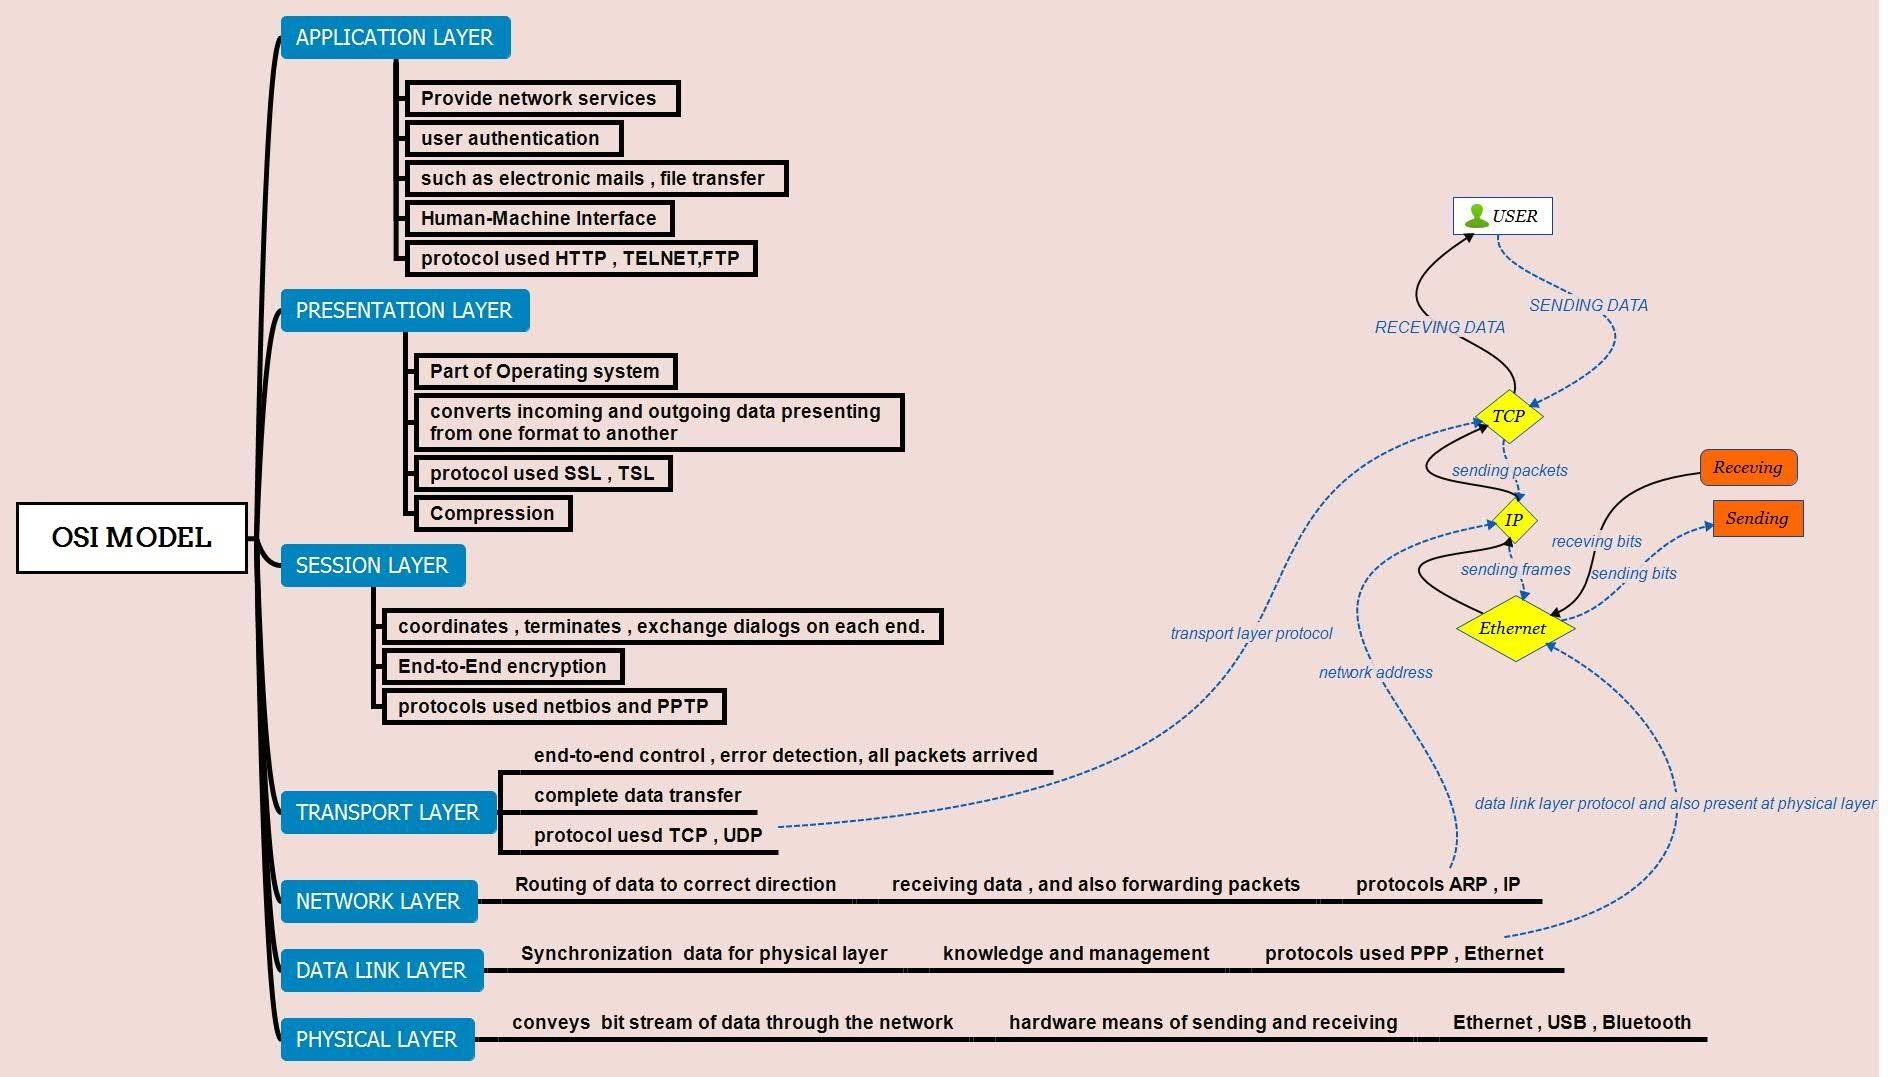 APPLICATION LAYER
Provide network services
user authentication
such as electronic mails , file transfer
Human-Machine Interface
protocol used HTTP , TELNET,FTP
PRESENTATION LAYER
Part of Operating system
converts incoming and outgoing data presenting
from one format to another
protocol used SSL , TSL
Compression
OSI MODEL
SESSION LAYER
coordinates , terminates , exchange dialogs on each end.
End-to-End encryption
protocols used netbios and PPTP
TRANSPORT LAYER
end-to-end control , error detection, all packets arrived
complete data transfer
protocol uesd TCP , UDP
NETWORK LAYER
Routing of data to correct direction
receiving data , and also forwarding packets
protocols ARP , IP
DATA LINK LAYER
Synchronization  data for physical layer
knowledge and management
protocols used PPP , Ethernet
PHYSICAL LAYER
conveys  bit stream of data through the network
hardware means of sending and receiving
Ethernet , USB , Bluetooth
USER
SENDING DATA
RECEVING DATA
TCP
sending packets
IP
Receving
Sending
receving bits
sending frames
sending bits
Ethernet
transport layer protocol
network address
data link layer protocol and also present at physical layer